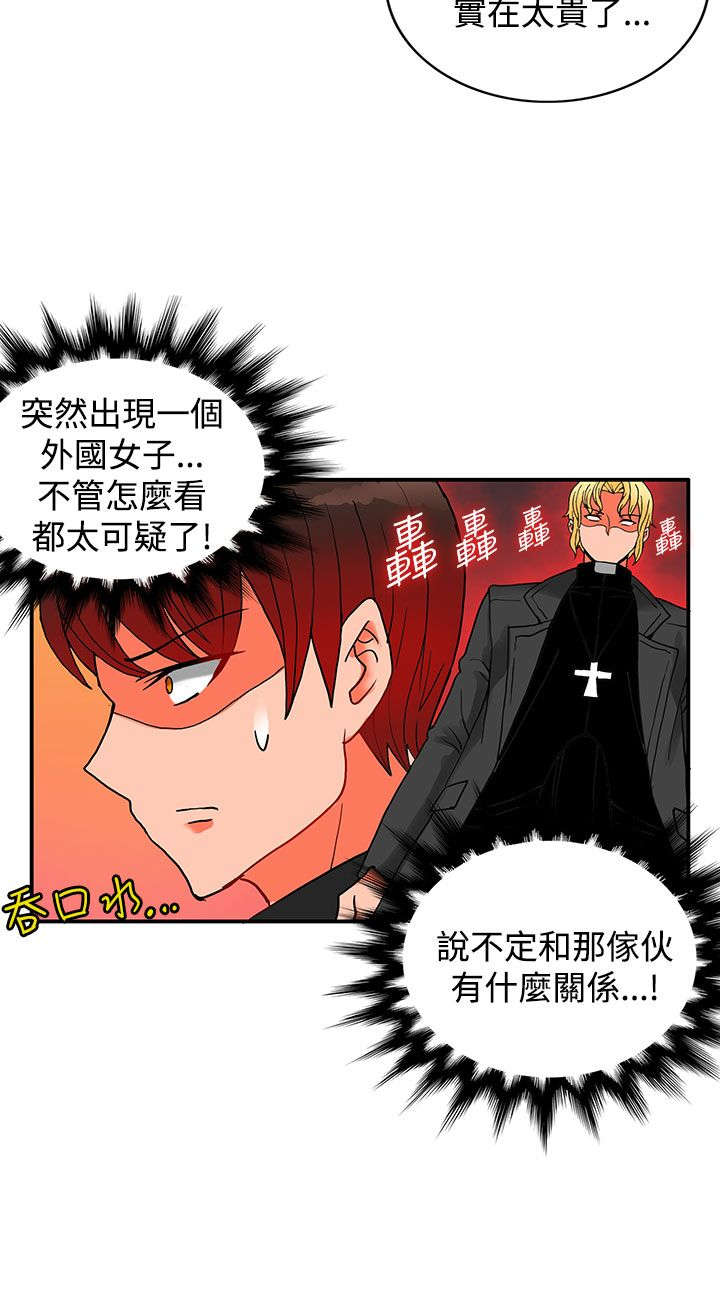 實在太貴了...
突然出現一個
外國女子...
不管怎麼看
都太可疑了!
轟 轟 轟 轟
吞口水...
說不定和那傢伙
有什麼關係...!